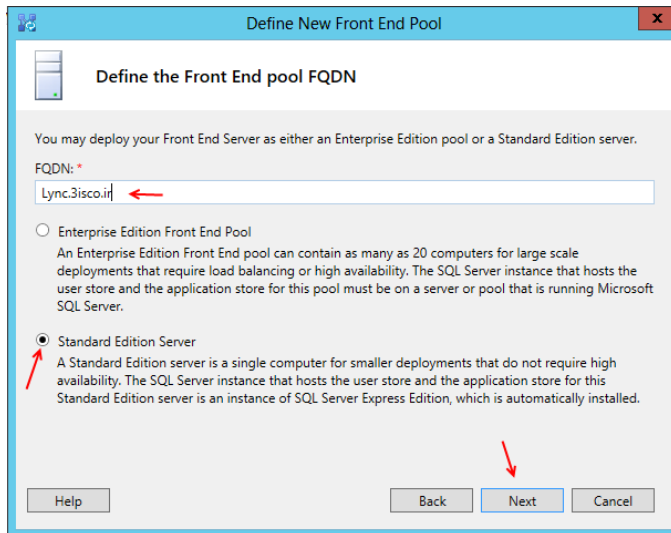 Define New Front End Pool
x
Define the Front End pool FQDN
You may deploy your Front End Server as either an Enterprise Edition pool or a Standard Edition server.
FQDN: *
Lync.3isco.ir
Enterprise Edition Front End Pool
An Enterprise Edition Front End pool can contain as many as 20 computers for large scale
deployments that require load balancing or high availability. The SQL Server instance that hosts the
user store and the application store for this pool must be on a server or pool that is running Microsoft
SQL Server.
Standard Edition Server
A Standard Edition server is a single computer for smaller deployments that do not require high
availability. The SQL Server instance that hosts the user store and the application store for this
Standard Edition server is an instance of SQL Server Express Edition, which is automatically installed.
Help
Back
Next
Cancel